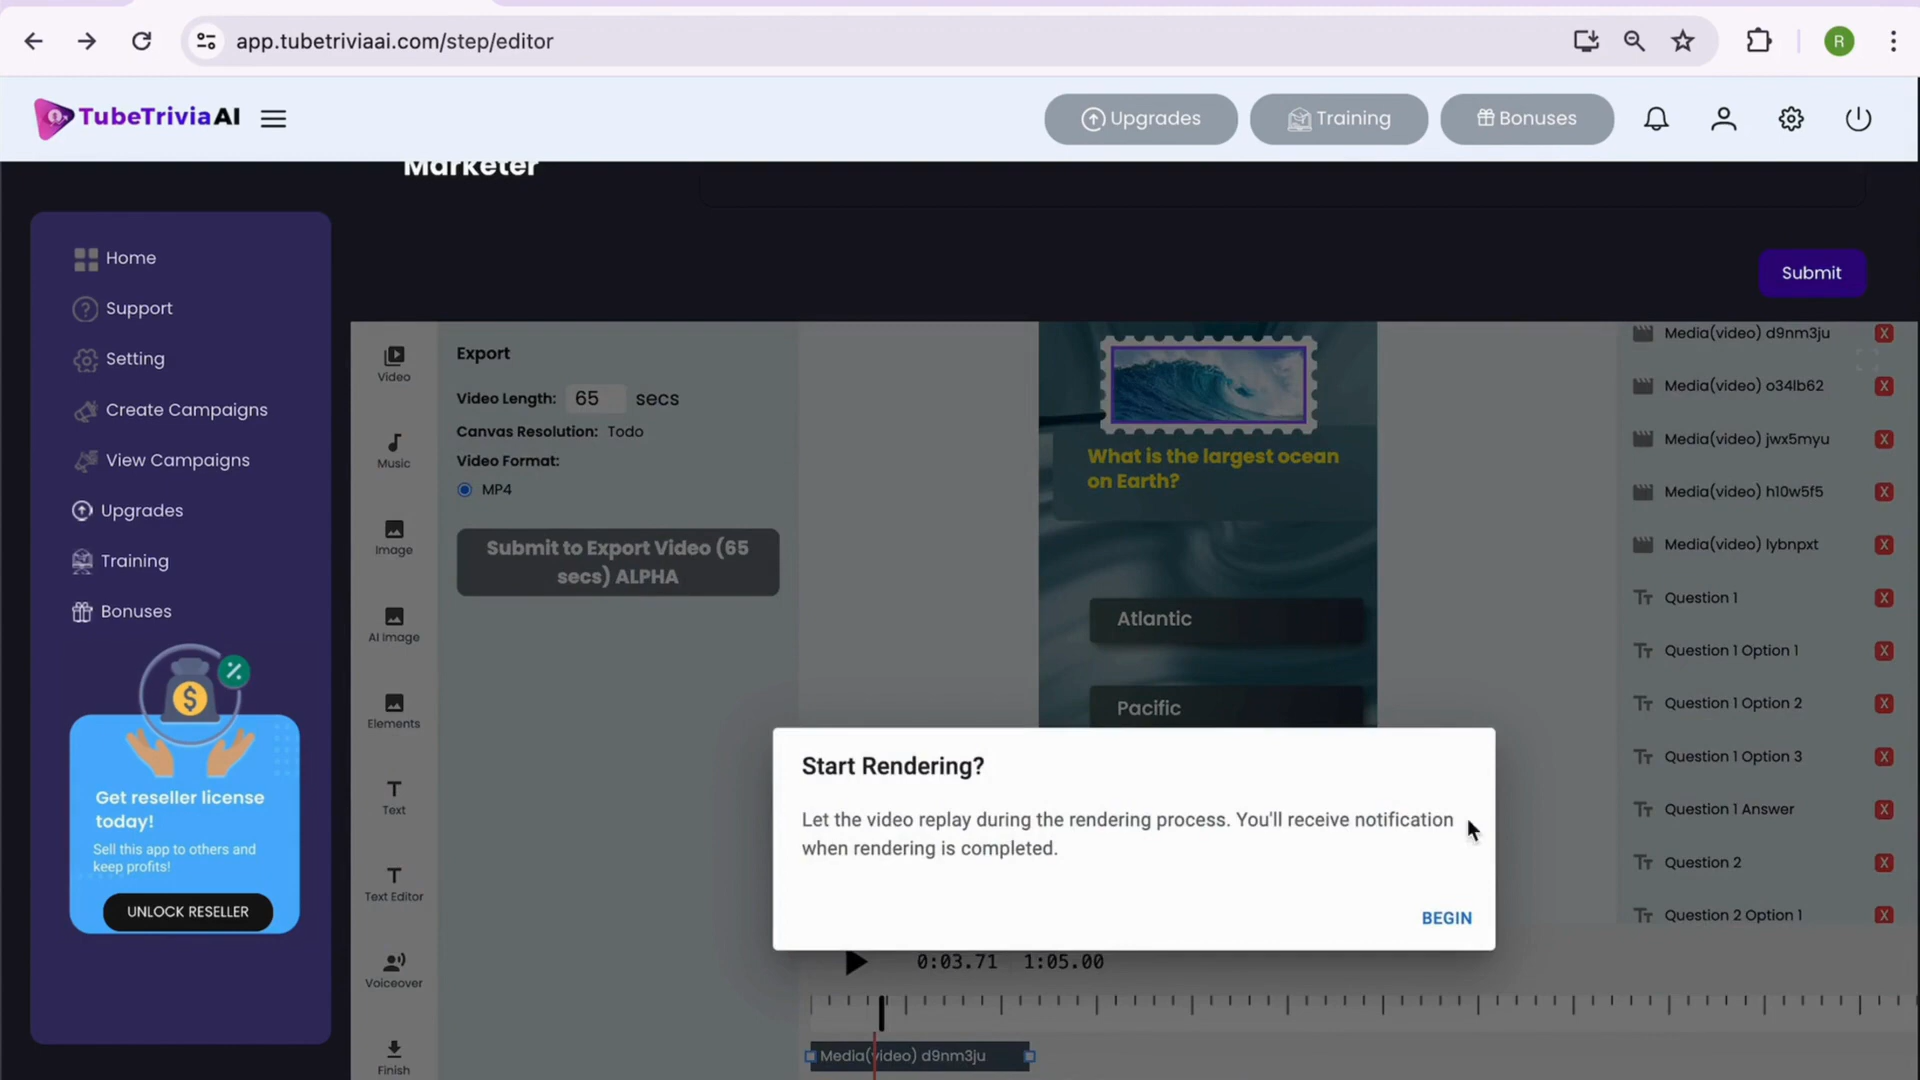 app.tubetriviaai.com/step/editor
R
TubeTriviaAI
Upgrades
Training
Bonuses
Marketer
Home
Support
Setting
Create Campaigns
View Campaigns
Upgrades
Training
Bonuses
Get reseller license
today!
Sell this app to others and
keep profits!
UNLOCK RESELLER
Submit
Video
Music
Image
AI Image
Elements
Text
Text Editor
Voiceover
Finish
Export
Video Length: 65 secs
Canvas Resolution: Todo
Video Format:
MP4
Submit to Export Video (65
secs) ALPHA
What is the largest ocean
on Earth?
Atlantic
Pacific
Start Rendering?
Let the video replay during the rendering process. You'll receive notification
when rendering is completed.
BEGIN
0:03.71 1:05.00
Media(video) d9nm3ju
Media(video) d9nm3ju X
Media(video) o34lb62 X
Media(video) jwx5myu X
Media(video) h10w5f5 X
Media(video) lybnpxt X
Question 1 X
Question 1 Option 1 X
Question 1 Option 2 X
Question 1 Option 3 X
Question 1 Answer X
Question 2 X
Question 2 Option 1 X